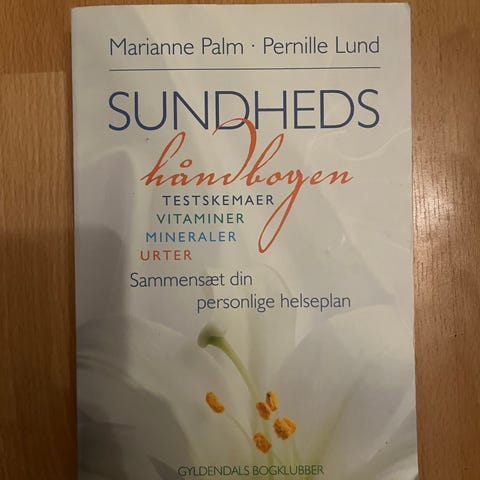 Marianne Palm · Pernille Lund
SUNDHEDS
håndbogen
TESTSKEMAER
VITAMINER
MINERALER
URTER
Sammensæt din
personlige helseplan
GYLDENDALS BOGKLUBBER